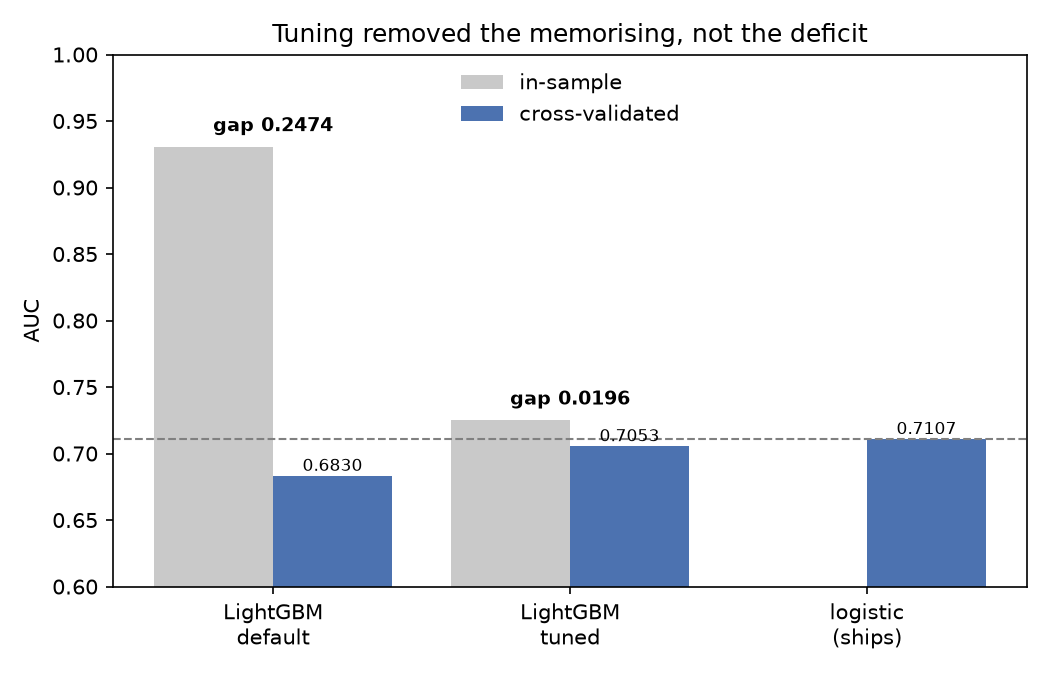 Tuning removed the memorising, not the deficit
in-sample
cross-validated
gap 0.2474
gap 0.0196
0.6830
0.7053
0.7107
AUC
1.00
0.95
0.90
0.85
0.80
0.75
0.70
0.65
0.60
LightGBM
default
LightGBM
tuned
logistic
(ships)